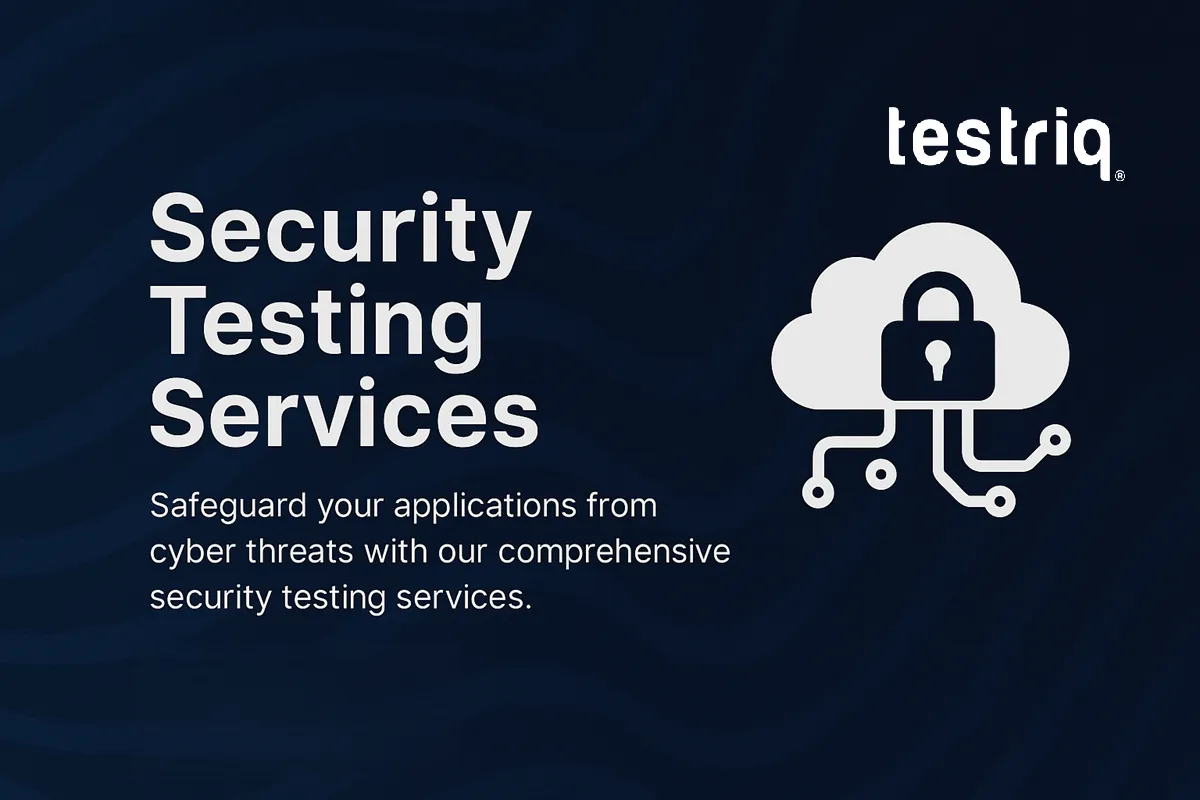 testriq®
Security
Testing
Services
Safeguard your applications from
cyber threats with our comprehensive
security testing services.